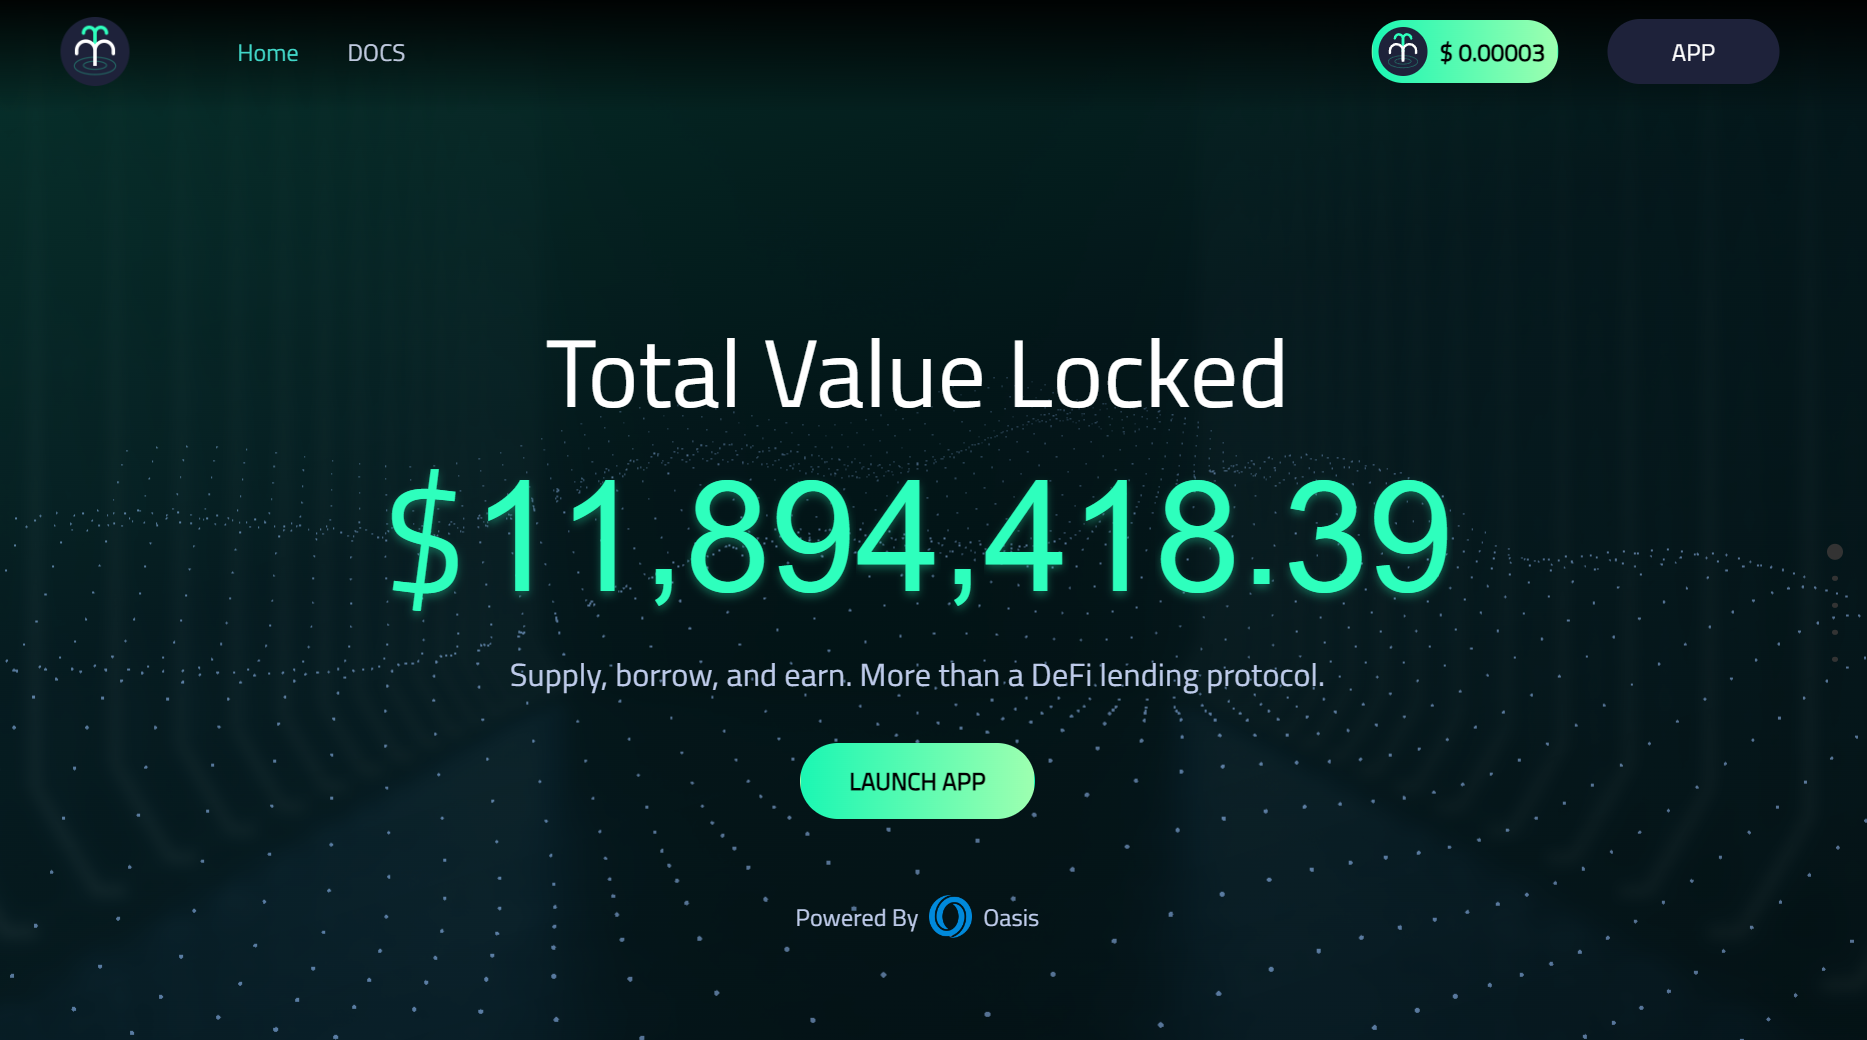 Home DOCS $ 0.00003 APP
Total Value Locked
$11,894,418.39
Supply, borrow, and earn. More than a DeFi lending protocol.
LAUNCH APP
Powered By Oasis